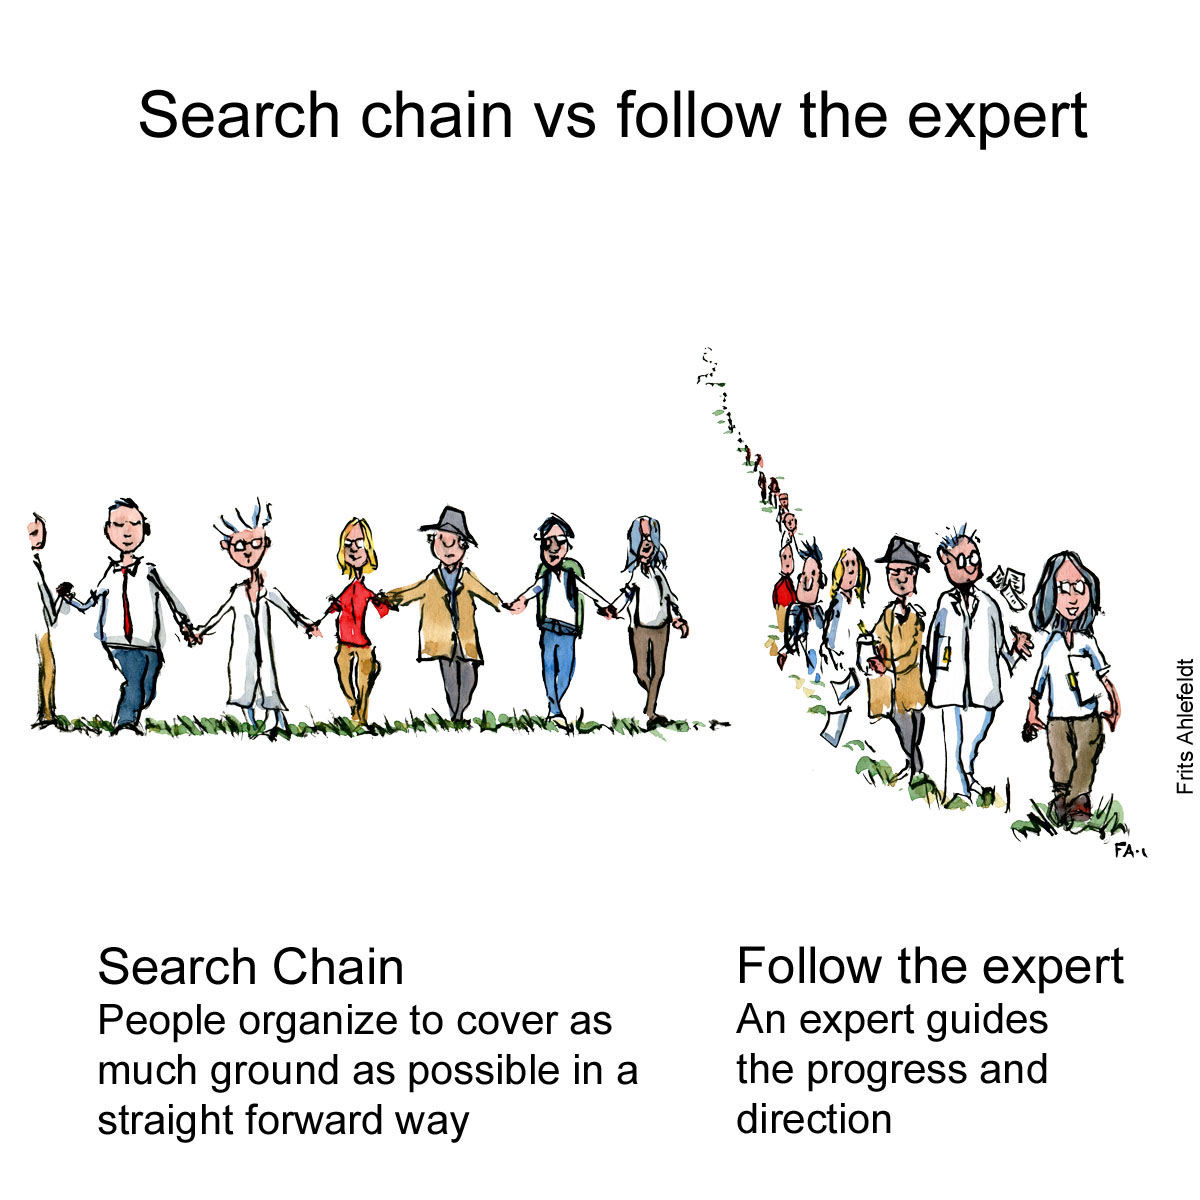 Search chain vs follow the expert
Frits Ahlefeldt
FA.
Search Chain
People organize to cover as
much ground as possible in a
straight forward way
Follow the expert
An expert guides
the progress and
direction